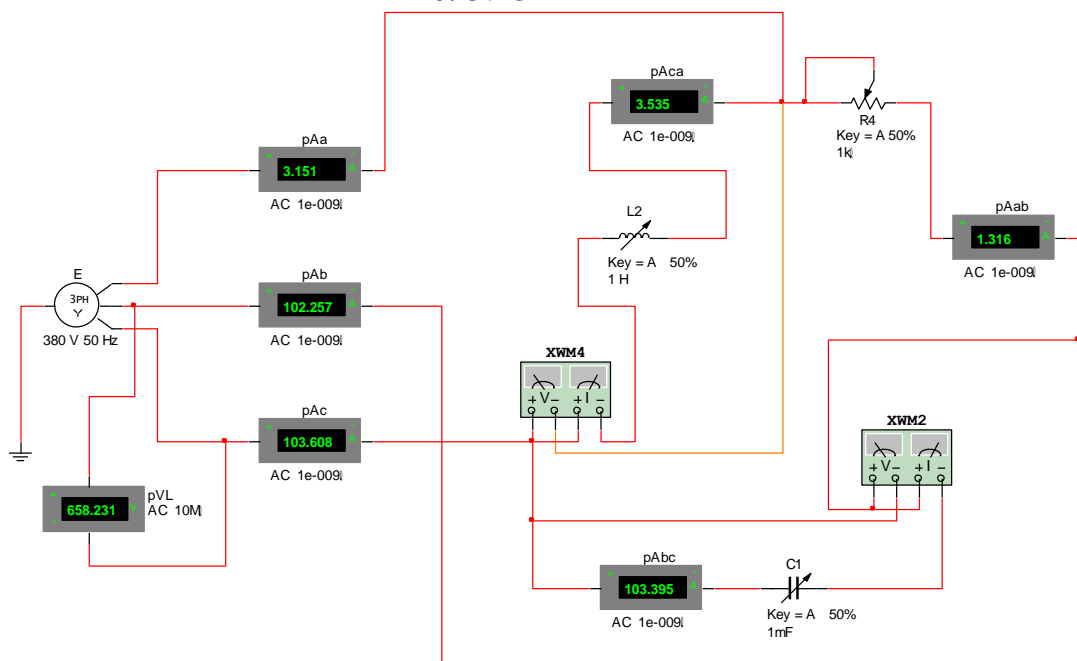 pAca
3.535
A
AC 1e-009
R4
Key = A 50%
1k
pAa
3.151
A
AC 1e-009
L2
Key = A 50%
1 H
pAab
1.316
A
AC 1e-009
E
3PH
Y
380 V 50 Hz
pAb
102.257
A
AC 1e-009
XWM4
+ V − + I −
pAc
103.608
A
AC 1e-009
XWM2
+ V − + I −
pVL
658.231
V
AC 10M
pAbc
103.395
A
AC 1e-009
C1
Key = A 50%
1mF